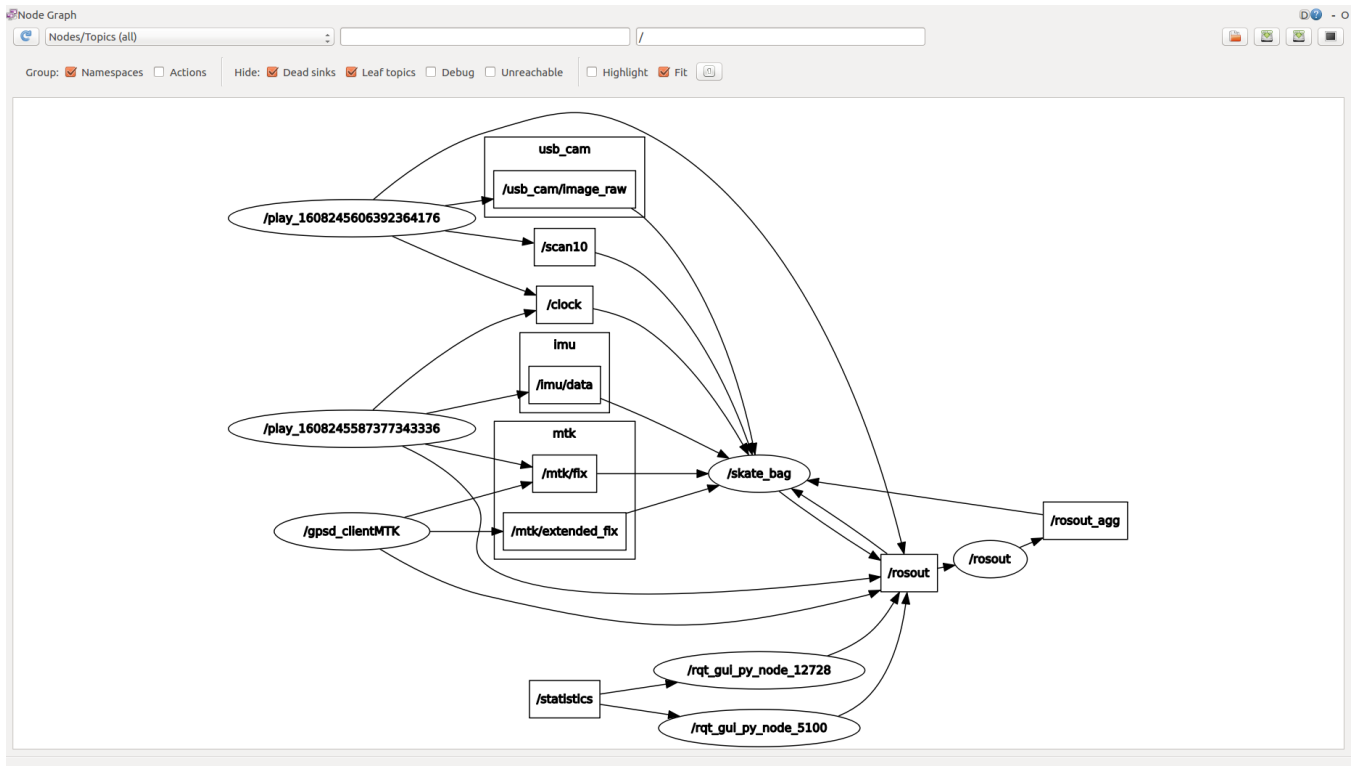 Node Graph
D ? - O
Nodes/Topics (all)
/
Group: Namespaces Actions Hide: Dead sinks Leaf topics Debug Unreachable Highlight Fit
usb_cam
/usb_cam/image_raw
/play_1608245606392364176
/scan10
/clock
imu
/imu/data
/play_1608245587377343336
mtk
/mtk/fix
/skate_bag
/gpsd_clientMTK
/mtk/extended_fix
/rosout_agg
/rosout
/rosout
/rqt_gui_py_node_12728
/statistics
/rqt_gui_py_node_5100